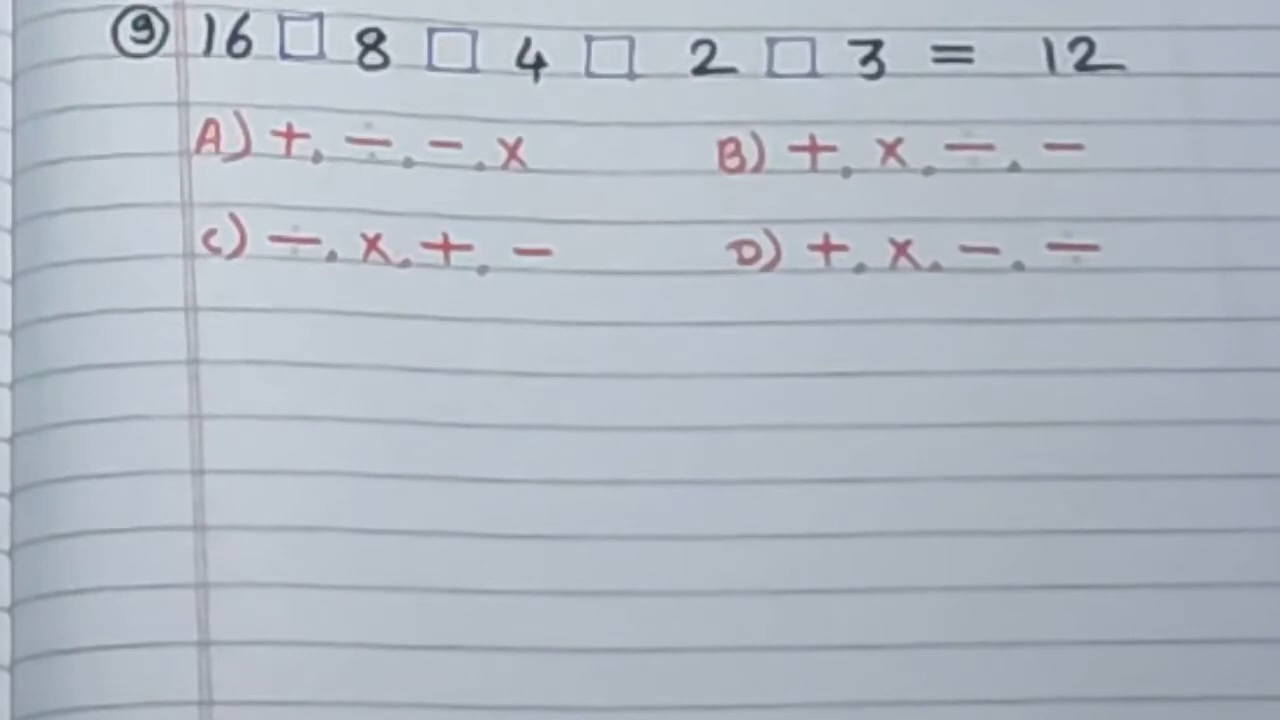 ⑨ 16 □ 8 □ 4 □ 2 □ 3 = 12
A) +. ÷. -. x B) +. x. ÷. -
C) ÷. x. +. - D) +. x. -. ÷